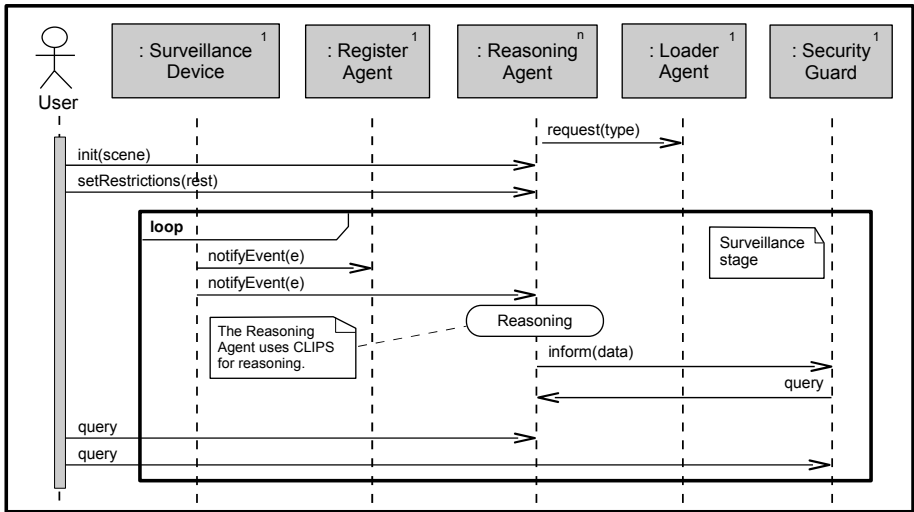 : Surveillance 1
Device
: Register 1
Agent
: Reasoning n
Agent
: Loader 1
Agent
: Security 1
Guard
User
request(type)
init(scene)
setRestrictions(rest)
loop
Surveillance
stage
notifyEvent(e)
notifyEvent(e)
Reasoning
The Reasoning
Agent uses CLIPS
for reasoning.
inform(data)
query
query
query